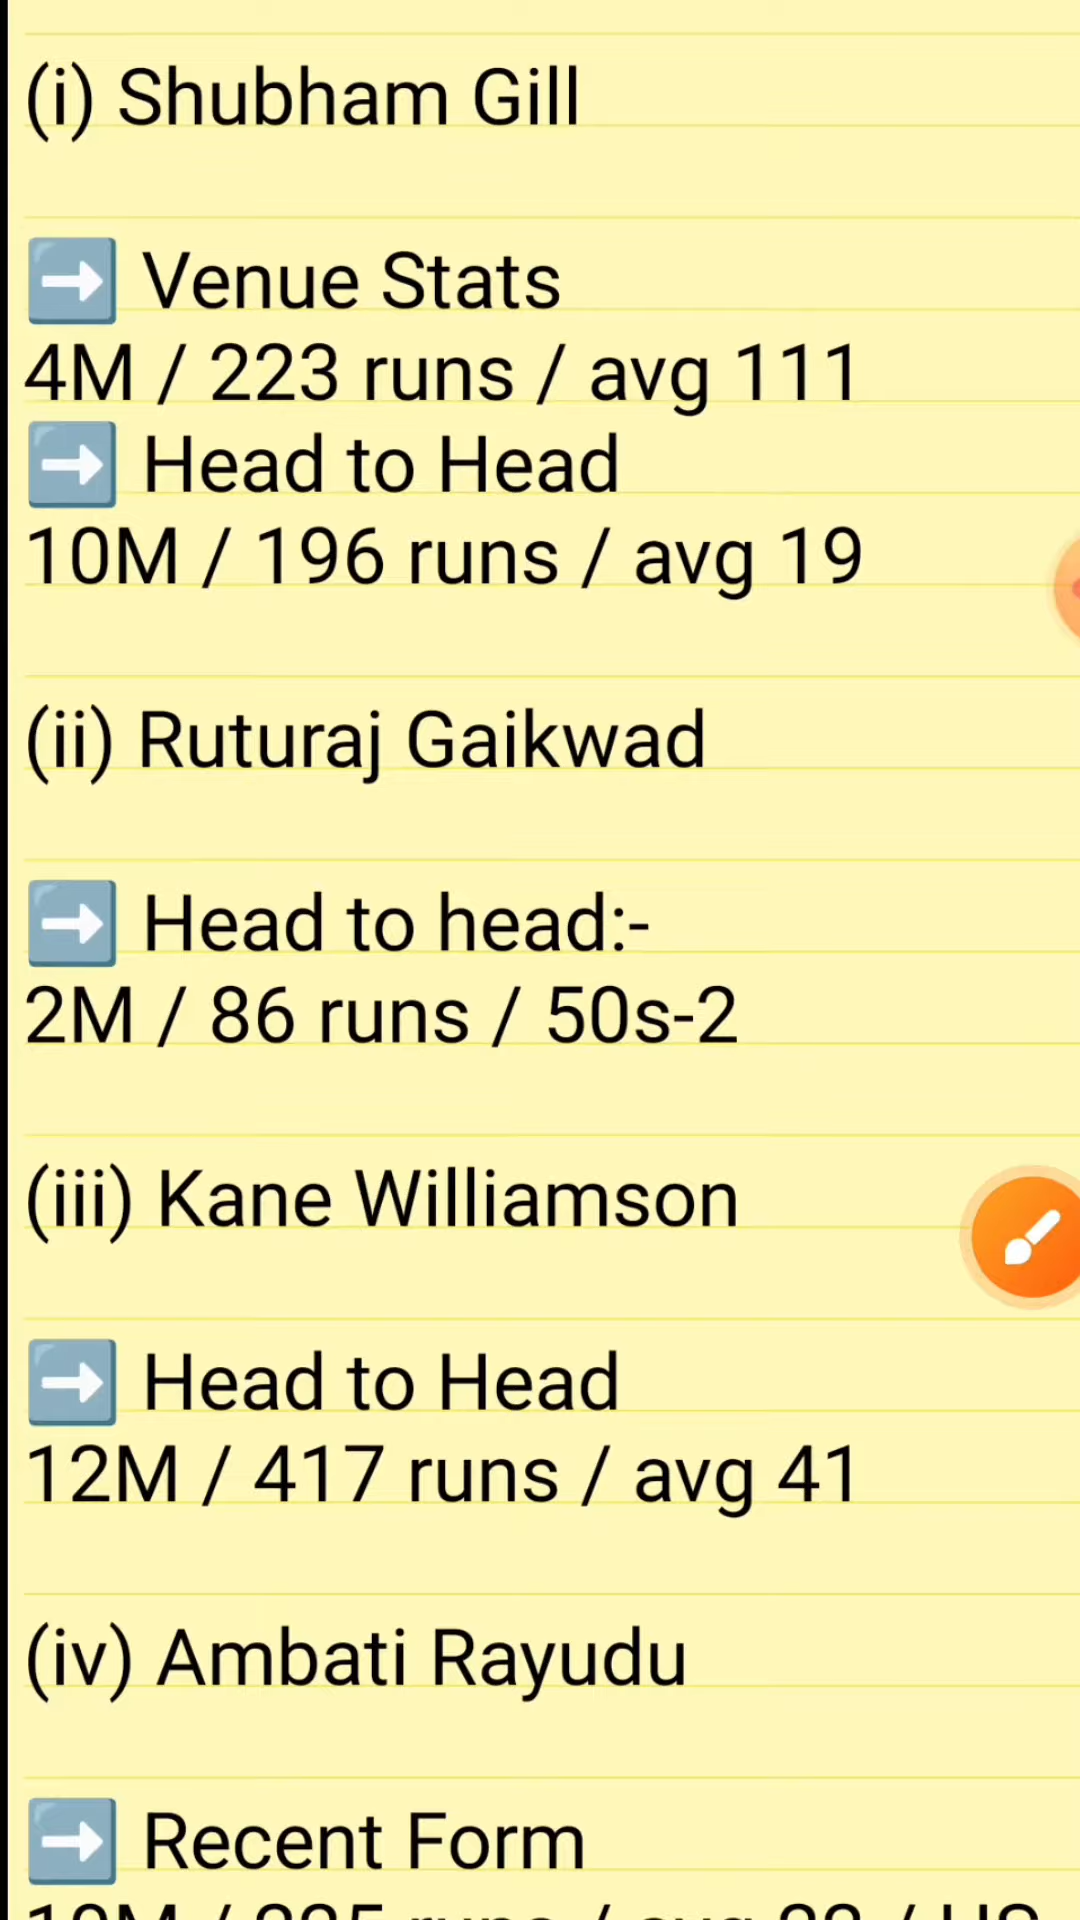 (i) Shubham Gill
➡️ Venue Stats
4M / 223 runs / avg 111
➡️ Head to Head
10M / 196 runs / avg 19
(ii) Ruturaj Gaikwad
➡️ Head to head:-
2M / 86 runs / 50s-2
(iii) Kane Williamson
➡️ Head to Head
12M / 417 runs / avg 41
(iv) Ambati Rayudu
➡️ Recent Form